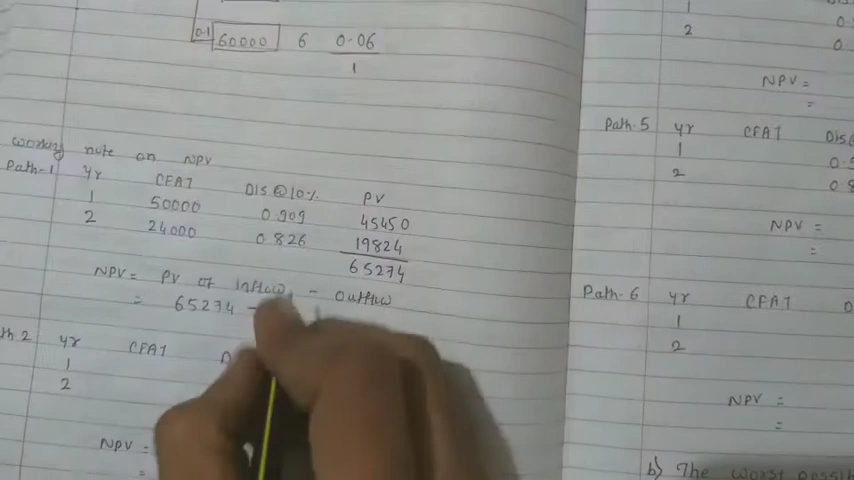 0.1 60000 6 0.06
1
working note on NPV
Path-1 Yr CFAT DIS@10% PV
1 50000 0.909 45450
2 24000 0.826 19824
65274
NPV = PV of Inflow - Outflow
= 65274 -
Yr CFAT
1
2
NPV =
=
1
2
NPV =
=
Path-5 yr CFAT
1
2
NPV =
=
Path-6 yr CFAT
1
2
NPV =
=
b) The worst